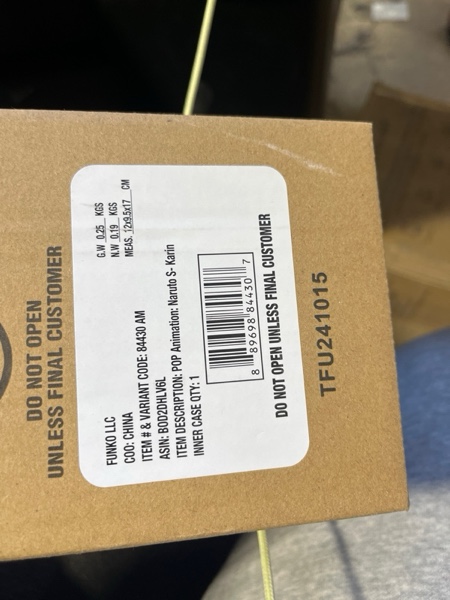 DO NOT OPEN
UNLESS FINAL CUSTOMER
FUNKO LLC
COO: CHINA
ITEM # & VARIANT CODE: 84430 AM
ASIN: B0D2DHLV6L
ITEM DESCRIPTION: POP Animation: Naruto S- Karin
INNER CASE QTY: 1
G.W 0.25 KGS
N.W 0.19 KGS
MEAS. 12x9.5x17 CM
8 89698 84430 7
DO NOT OPEN UNLESS FINAL CUSTOMER
TFU241015